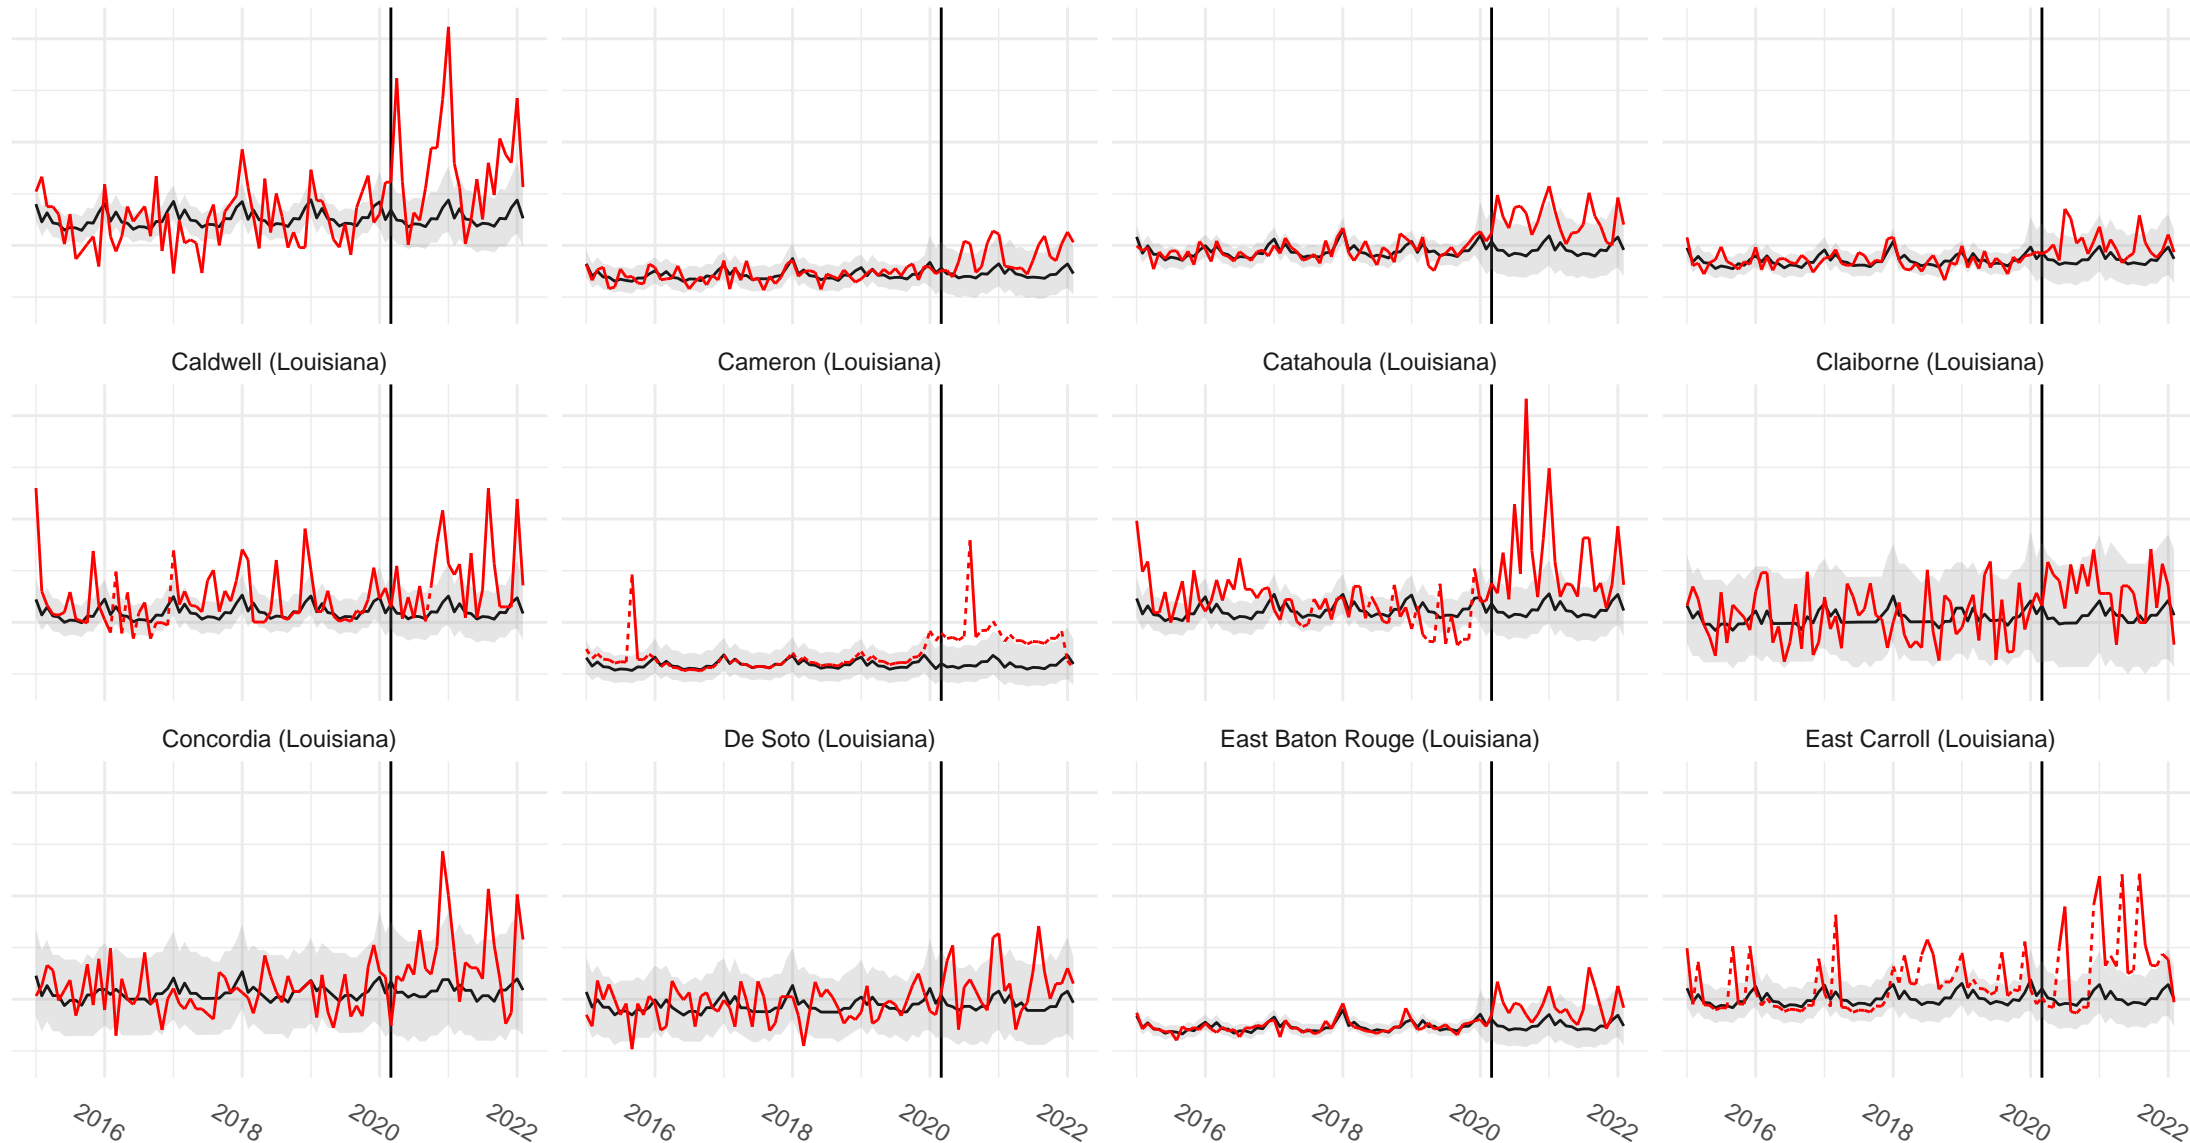 Caldwell (Louisiana) Cameron (Louisiana) Catahoula (Louisiana) Claiborne (Louisiana)
Concordia (Louisiana) De Soto (Louisiana) East Baton Rouge (Louisiana) East Carroll (Louisiana)
2016 2018 2020 2022 2016 2018 2020 2022 2016 2018 2020 2022 2016 2018 2020 2022